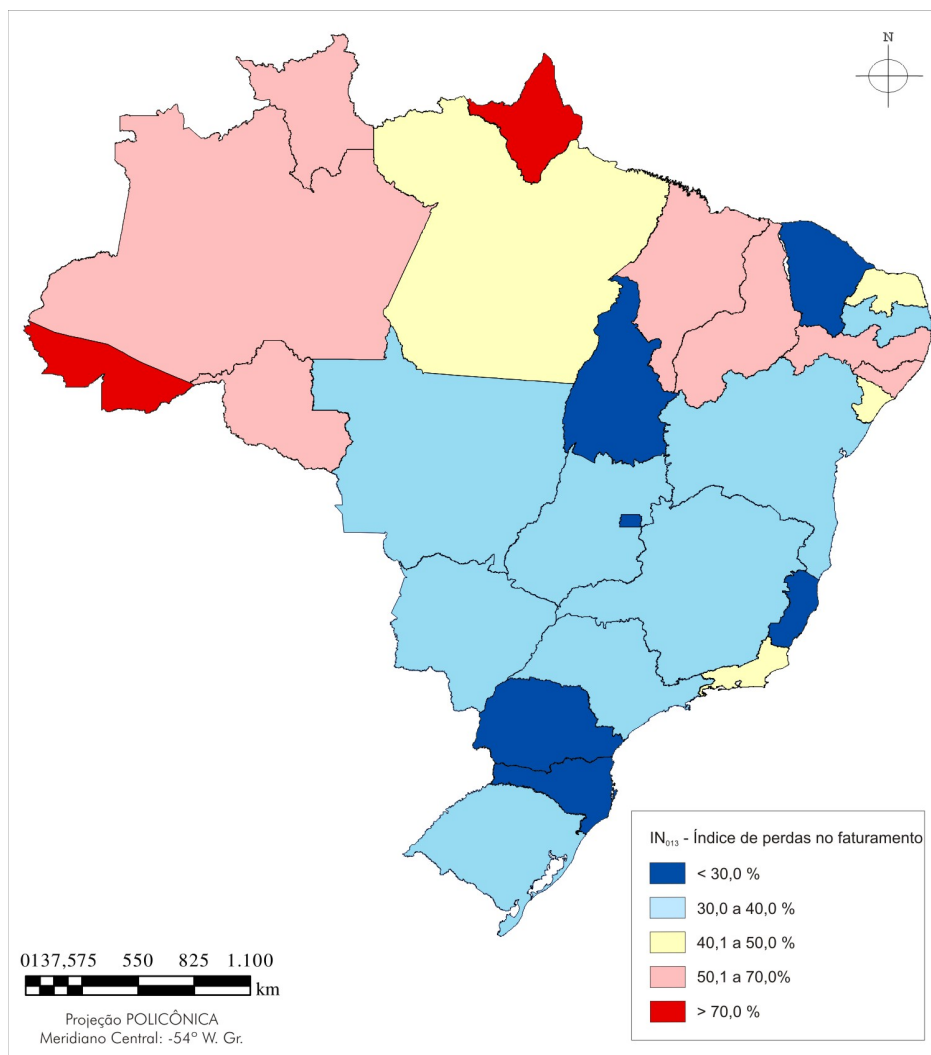 N
IN013 - Índice de perdas no faturamento
< 30,0 %
30,0 a 40,0 %
40,1 a 50,0 %
50,1 a 70,0%
> 70,0 %
0137,575 550 825 1.100
km
Projeção POLICÔNICA
Meridiano Central: -54º W. Gr.